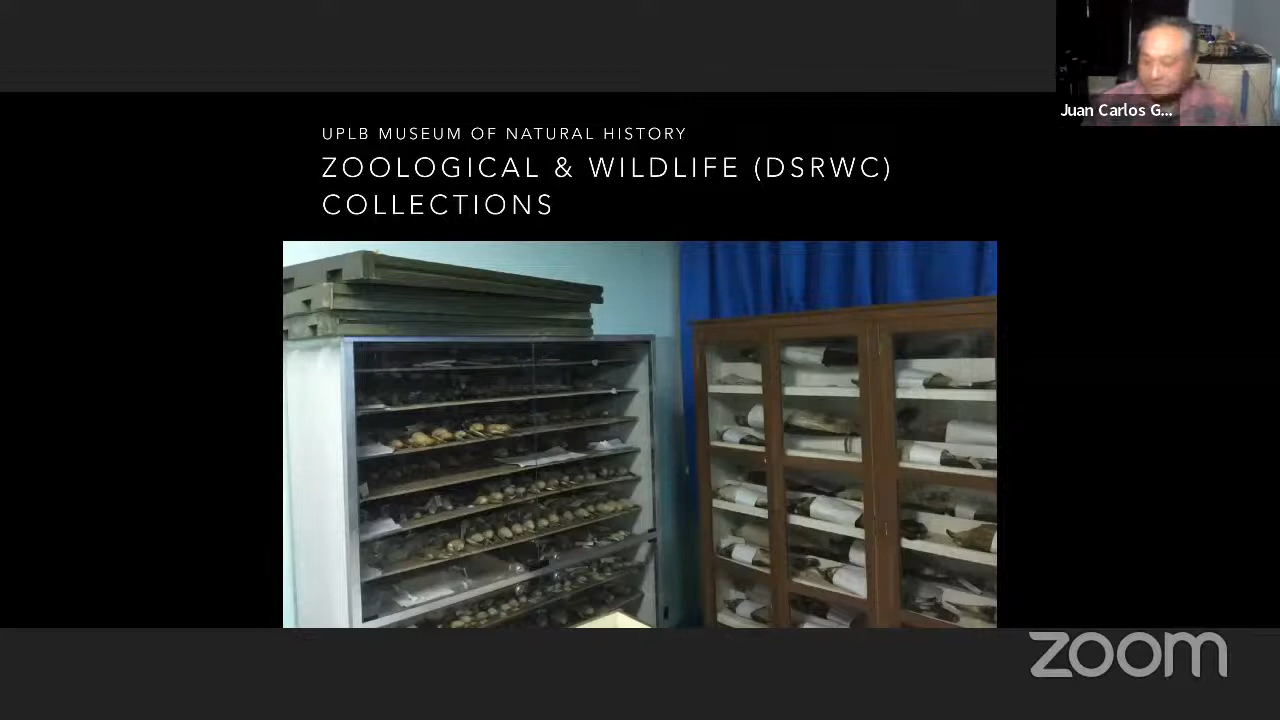 UPLB MUSEUM OF NATURAL HISTORY
ZOOLOGICAL & WILDLIFE (DSRWC)
COLLECTIONS
Juan Carlos G...
zoom